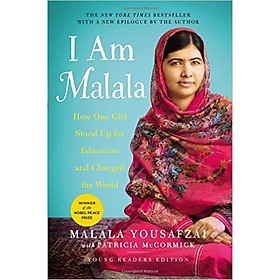 THE NEW YORK TIMES BESTSELLER
WITH A NEW EPILOGUE BY THE AUTHOR
I Am
Malala
How One Girl
Stood Up for
Education
and Changed
the World
WINNER
of the
NOBEL PEACE
PRIZE
MALALA YOUSAFZAI
with PATRICIA McCORMICK
YOUNG READERS EDITION